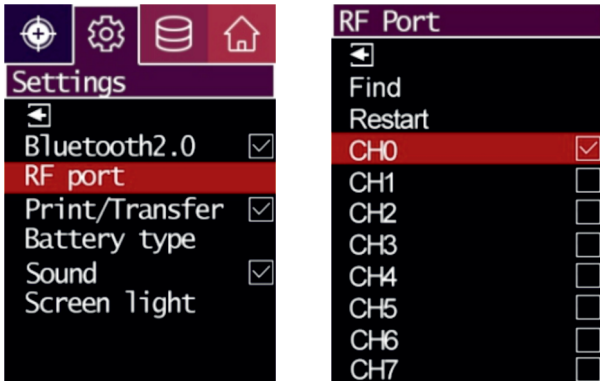 Settings
Bluetooth2.0
RF port
Print/Transfer
Battery type
Sound
Screen light
RF Port
Find
Restart
CH0
CH1
CH2
CH3
CH4
CH5
CH6
CH7